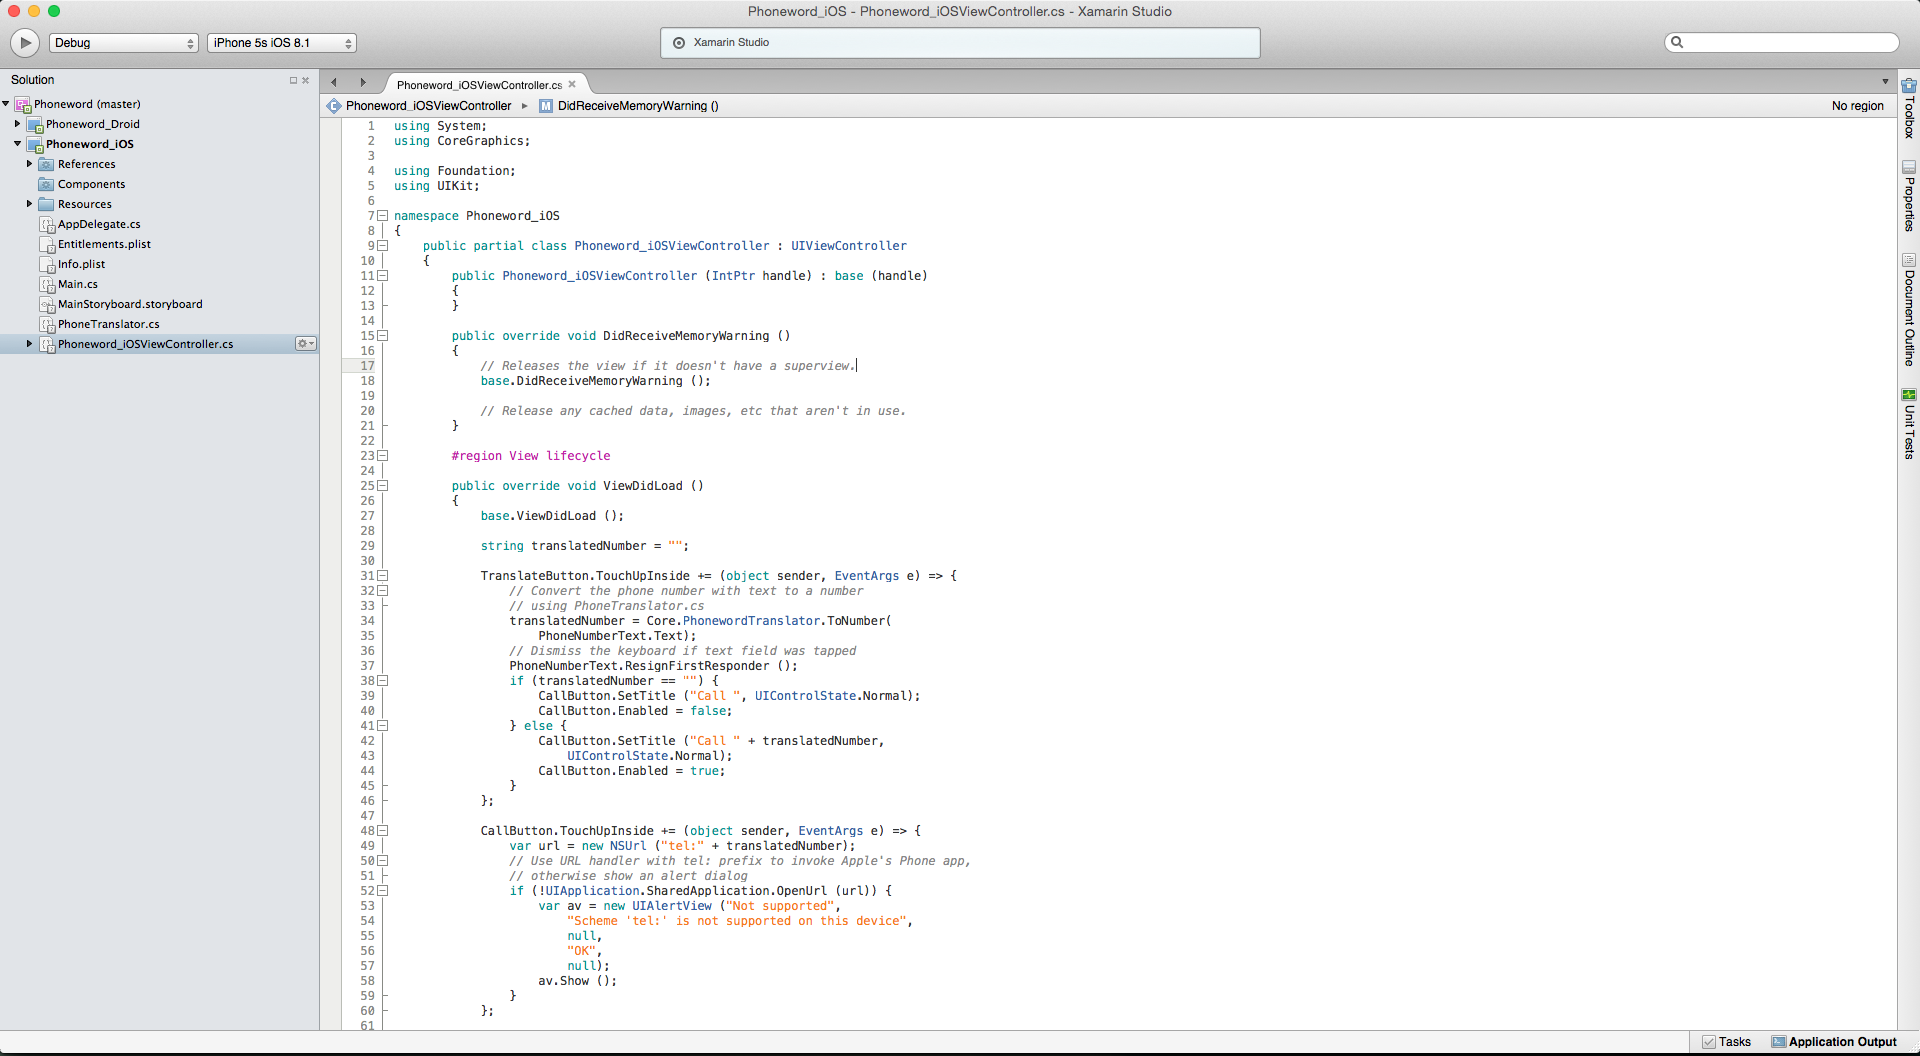 Phoneword_iOS - Phoneword_iOSViewController.cs - Xamarin Studio
Debug
iPhone 5s iOS 8.1
Xamarin Studio
Solution
Phoneword (master)
Phoneword_Droid
Phoneword_iOS
References
Components
Resources
AppDelegate.cs
Entitlements.plist
Info.plist
Main.cs
MainStoryboard.storyboard
PhoneTranslator.cs
Phoneword_iOSViewController.cs
Phoneword_iOSViewController.cs
Phoneword_iOSViewController
M DidReceiveMemoryWarning ()
No region
1 using System;
2 using CoreGraphics;
3
4 using Foundation;
5 using UIKit;
6
7 namespace Phoneword_iOS
8 {
9     public partial class Phoneword_iOSViewController : UIViewController
10     {
11         public Phoneword_iOSViewController (IntPtr handle) : base (handle)
12         {
13         }
14
15         public override void DidReceiveMemoryWarning ()
16         {
17             // Releases the view if it doesn't have a superview.
18             base.DidReceiveMemoryWarning ();
19
20             // Release any cached data, images, etc that aren't in use.
21         }
22
23         #region View lifecycle
24
25         public override void ViewDidLoad ()
26         {
27             base.ViewDidLoad ();
28
29             string translatedNumber = "";
30
31             TranslateButton.TouchUpInside += (object sender, EventArgs e) => {
32                 // Convert the phone number with text to a number
33                 // using PhoneTranslator.cs
34                 translatedNumber = Core.PhonewordTranslator.ToNumber(
35                     PhoneNumberText.Text);
36                 // Dismiss the keyboard if text field was tapped
37                 PhoneNumberText.ResignFirstResponder ();
38                 if (translatedNumber == "") {
39                     CallButton.SetTitle ("Call ", UIControlState.Normal);
40                     CallButton.Enabled = false;
41                 } else {
42                     CallButton.SetTitle ("Call " + translatedNumber,
43                         UIControlState.Normal);
44                     CallButton.Enabled = true;
45                 }
46             };
47
48             CallButton.TouchUpInside += (object sender, EventArgs e) => {
49                 var url = new NSUrl ("tel:" + translatedNumber);
50                 // Use URL handler with tel: prefix to invoke Apple's Phone app,
51                 // otherwise show an alert dialog
52                 if (!UIApplication.SharedApplication.OpenUrl (url)) {
53                     var av = new UIAlertView ("Not supported",
54                         "Scheme 'tel:' is not supported on this device",
55                         null,
56                         "OK",
57                         null);
58                     av.Show ();
59                 }
60             };
61
Toolbox
Properties
Document Outline
Unit Tests
Tasks
Application Output